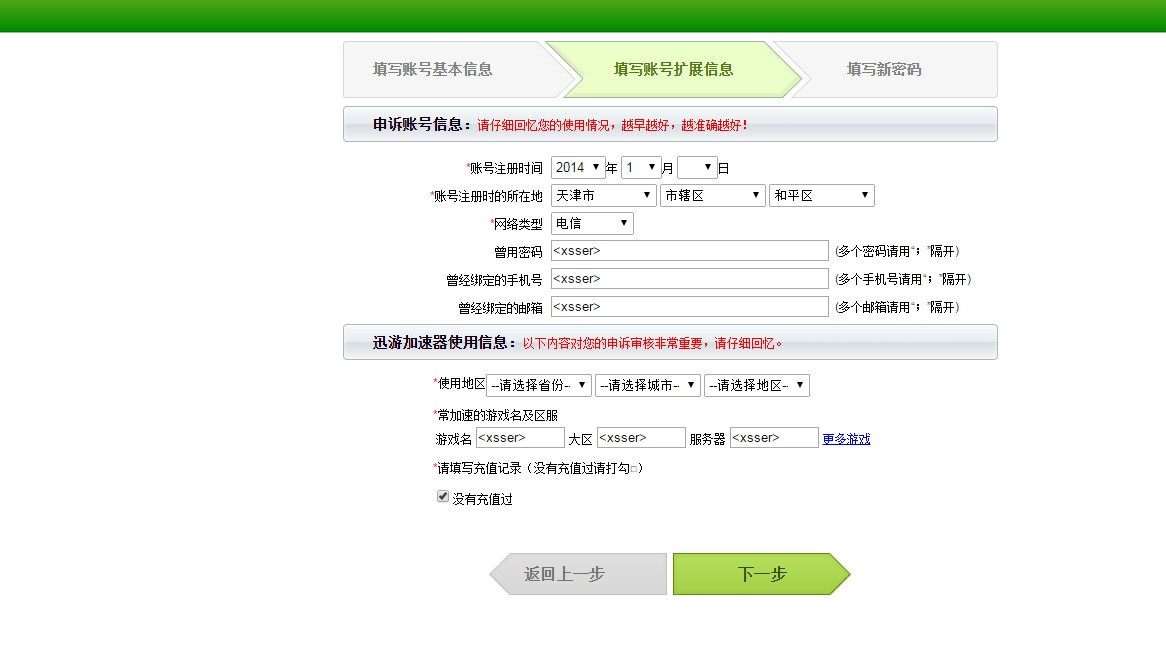 填写账号基本信息 填写账号扩展信息 填写新密码
申诉账号信息：请仔细回忆您的使用情况，越早越好，越准确越好！
*账号注册时间 2014 年 1 月 日
*账号注册时的所在地 天津市 市辖区 和平区
*网络类型 电信
曾用密码 <xsser> (多个密码请用“；”隔开)
曾经绑定的手机号 <xsser> (多个手机号请用“；”隔开)
曾经绑定的邮箱 <xsser> (多个邮箱请用“；”隔开)
迅游加速器使用信息：以下内容对您的申诉审核非常重要，请仔细回忆。
*使用地区 --请选择省份-- --请选择城市-- --请选择地区--
*常加速的游戏名及区服
游戏名 <xsser> 大区 <xsser> 服务器 <xsser> 更多游戏
*请填写充值记录（没有充值过请打勾□）
没有充值过
返回上一步 下一步